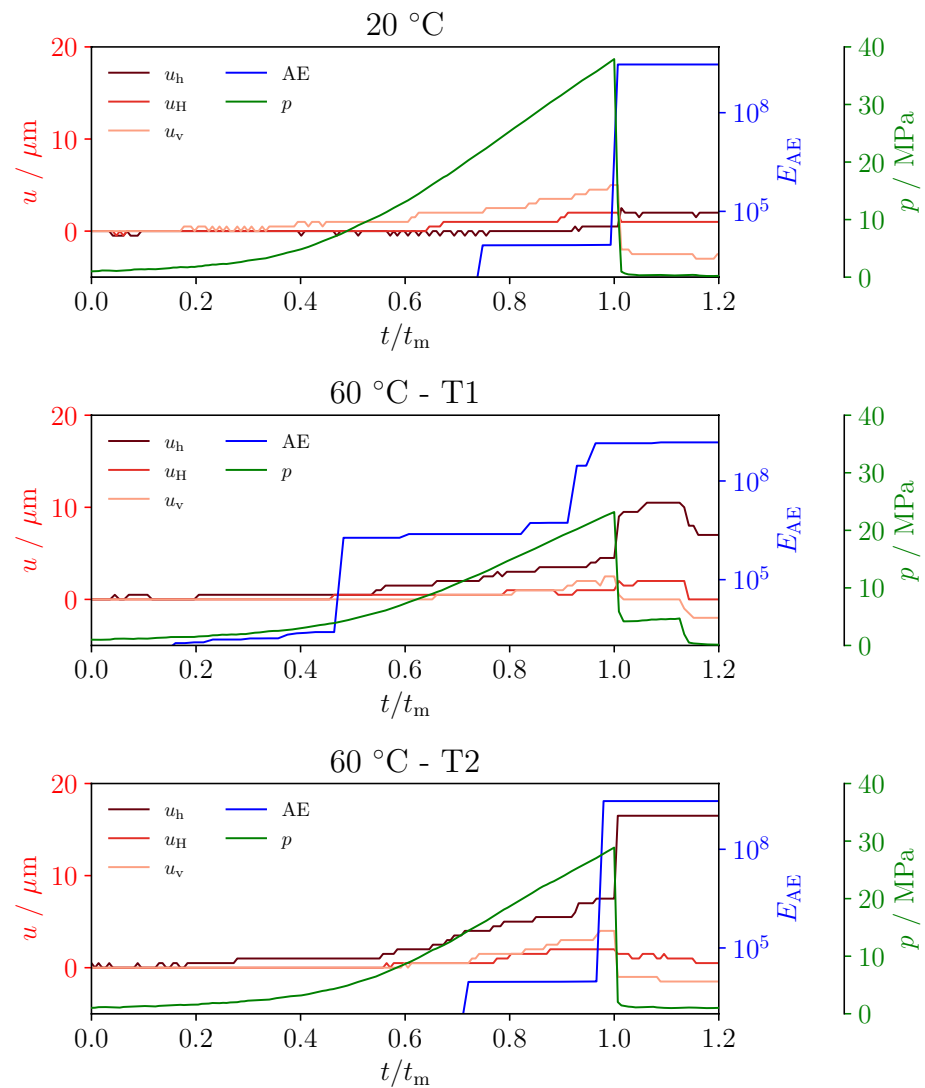 20 °C
20
10
0
u / μm
u_h
u_H
u_v
AE
p
10^8
10^5
E_AE
40
30
20
10
0
p / MPa
0.0 0.2 0.4 0.6 0.8 1.0 1.2
t/t_m
60 °C - T1
20
10
0
u / μm
u_h
u_H
u_v
AE
p
10^8
10^5
E_AE
40
30
20
10
0
p / MPa
0.0 0.2 0.4 0.6 0.8 1.0 1.2
t/t_m
60 °C - T2
20
10
0
u / μm
u_h
u_H
u_v
AE
p
10^8
10^5
E_AE
40
30
20
10
0
p / MPa
0.0 0.2 0.4 0.6 0.8 1.0 1.2
t/t_m